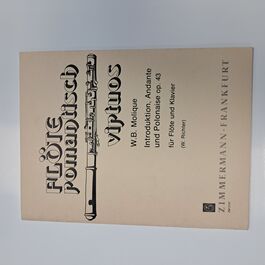 FLÖTE
romantisch
virtuos
W. B. Molique
Introduktion, Andante
und Polonaise op. 43
für Flöte und Klavier
(W. Richter)
ZIMMERMANN · FRANKFURT